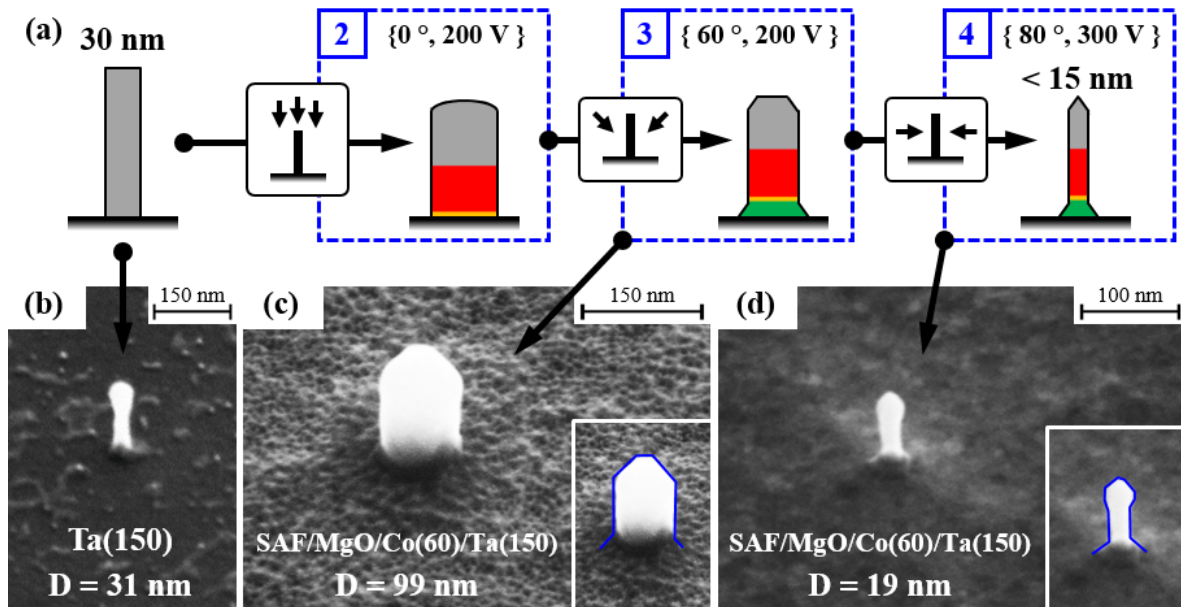 (a)
30 nm
2 {0 °, 200 V }
3 { 60 °, 200 V}
4 { 80 °, 300 V}
< 15 nm
(b)
150 nm
Ta(150)
D = 31 nm
(c)
150 nm
SAF/MgO/Co(60)/Ta(150)
D = 99 nm
(d)
100 nm
SAF/MgO/Co(60)/Ta(150)
D = 19 nm